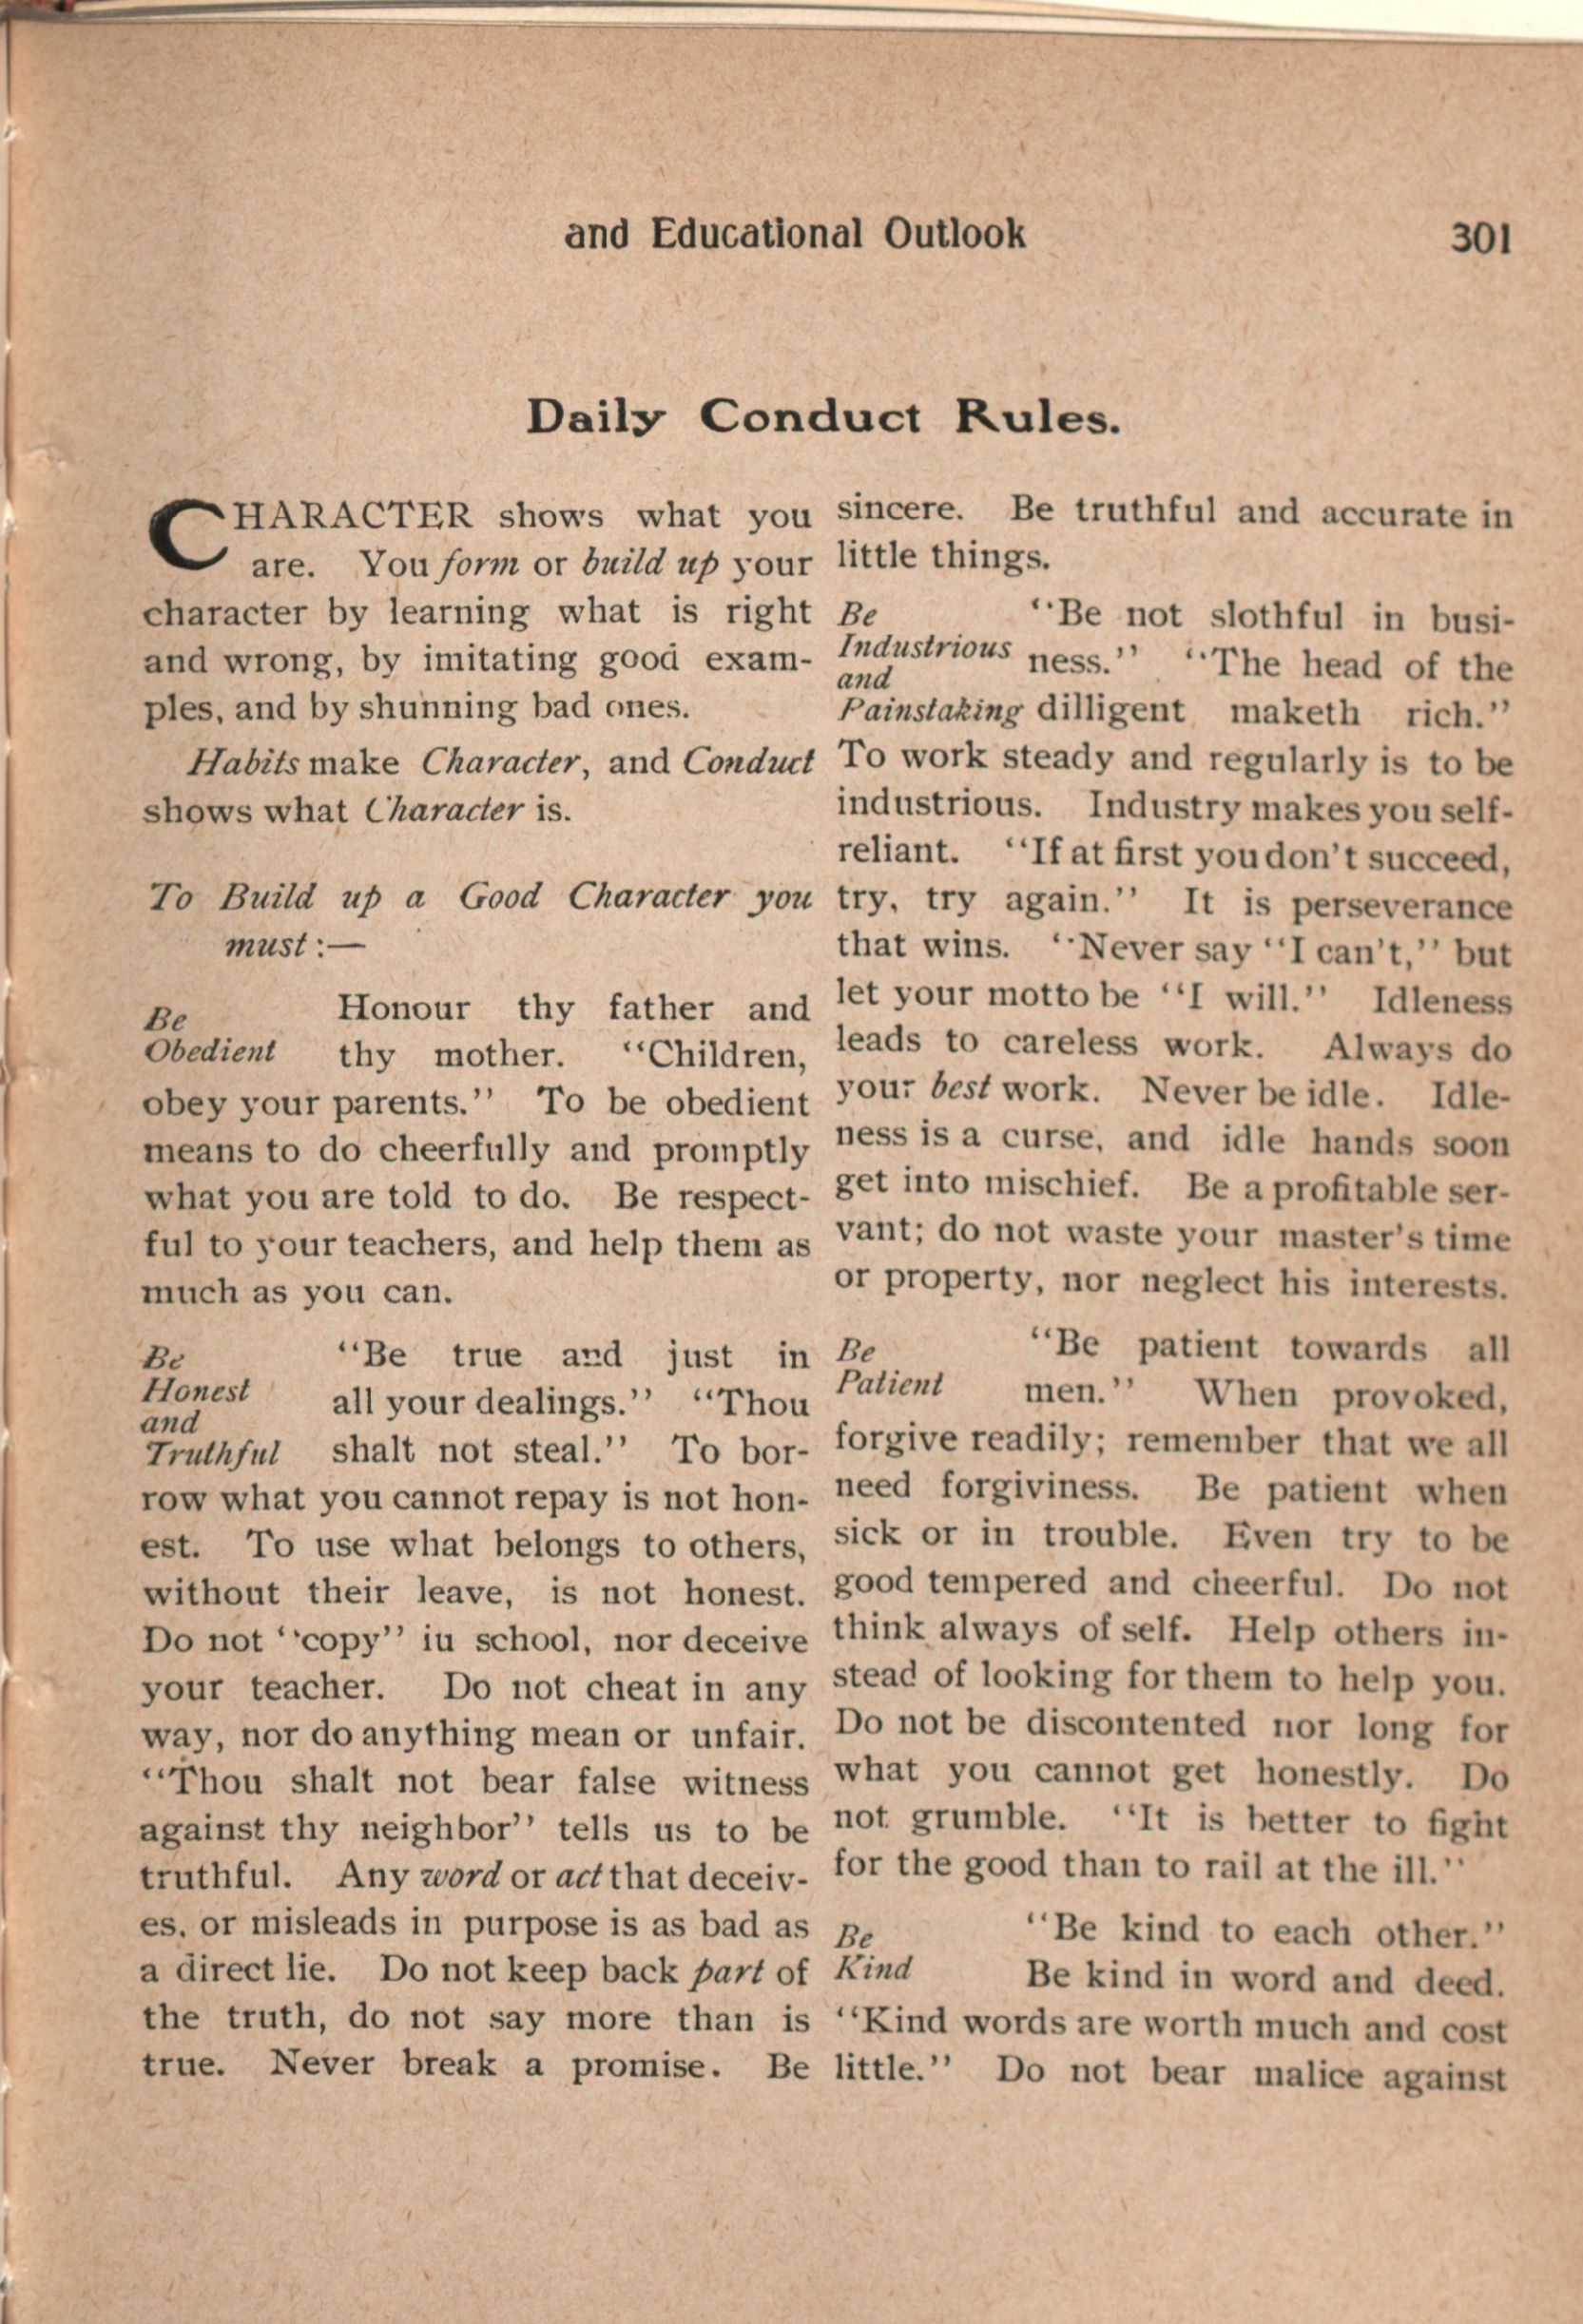 and Educational Outlook 301
Daily Conduct Rules.
CHARACTER shows what you
are. You form or build up your
character by learning what is right
and wrong, by imitating good exam-
ples, and by shunning bad ones.
Habits make Character, and Conduct
shows what Character is.
To Build up a Good Character you
must:—
Be
Obedient
Honour thy father and
thy mother. "Children,
obey your parents." To be obedient
means to do cheerfully and promptly
what you are told to do. Be respect-
ful to your teachers, and help them as
much as you can.
Be
Honest
and
Truthful
"Be true and just in
all your dealings." "Thou
shalt not steal." To bor-
row what you cannot repay is not hon-
est. To use what belongs to others,
without their leave, is not honest.
Do not "copy" iu school, nor deceive
your teacher. Do not cheat in any
way, nor do anything mean or unfair.
"Thou shalt not bear false witness
against thy neighbor" tells us to be
truthful. Any word or act that deceiv-
es, or misleads in purpose is as bad as
a direct lie. Do not keep back part of
the truth, do not say more than is
true. Never break a promise. Be
sincere. Be truthful and accurate in
little things.
Be
Industrious
and
Painstaking
"Be not slothful in busi-
ness." "The head of the
dilligent maketh rich."
To work steady and regularly is to be
industrious. Industry makes you self-
reliant. "If at first you don't succeed,
try, try again." It is perseverance
that wins. "Never say "I can't," but
let your motto be "I will." Idleness
leads to careless work. Always do
your best work. Never be idle. Idle-
ness is a curse, and idle hands soon
get into mischief. Be a profitable ser-
vant; do not waste your master's time
or property, nor neglect his interests.
Be
Patient
"Be patient towards all
men." When provoked,
forgive readily; remember that we all
need forgiviness. Be patient when
sick or in trouble. Even try to be
good tempered and cheerful. Do not
think always of self. Help others in-
stead of looking for them to help you.
Do not be discontented nor long for
what you cannot get honestly. Do
not grumble. "It is better to fight
for the good than to rail at the ill."
Be
Kind
"Be kind to each other."
Be kind in word and deed.
"Kind words are worth much and cost
little." Do not bear malice against